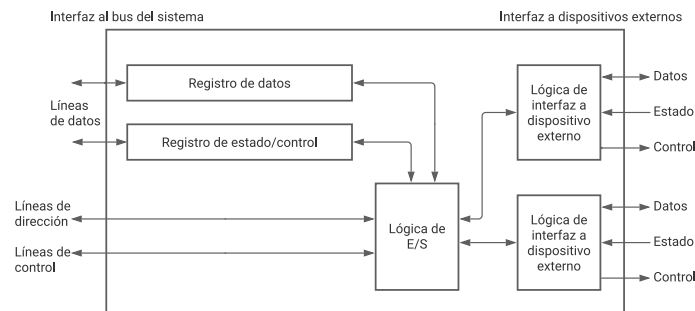 Interfaz al bus del sistema
Interfaz a dispositivos externos
Líneas
de datos
Registro de datos
Registro de estado/control
Líneas de
dirección
Líneas de
control
Lógica de
E/S
Lógica de
interfaz a
dispositivo
externo
Datos
Estado
Control
Lógica de
interfaz a
dispositivo
externo
Datos
Estado
Control